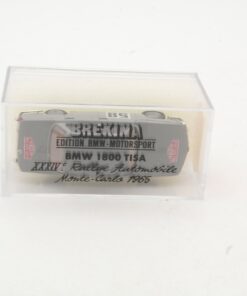 BREKINA
EDITION BMW-MOTORSPORT
BMW 1800 TISA
XXXIVe Rallye Automobile
Monte-Carlo 1965